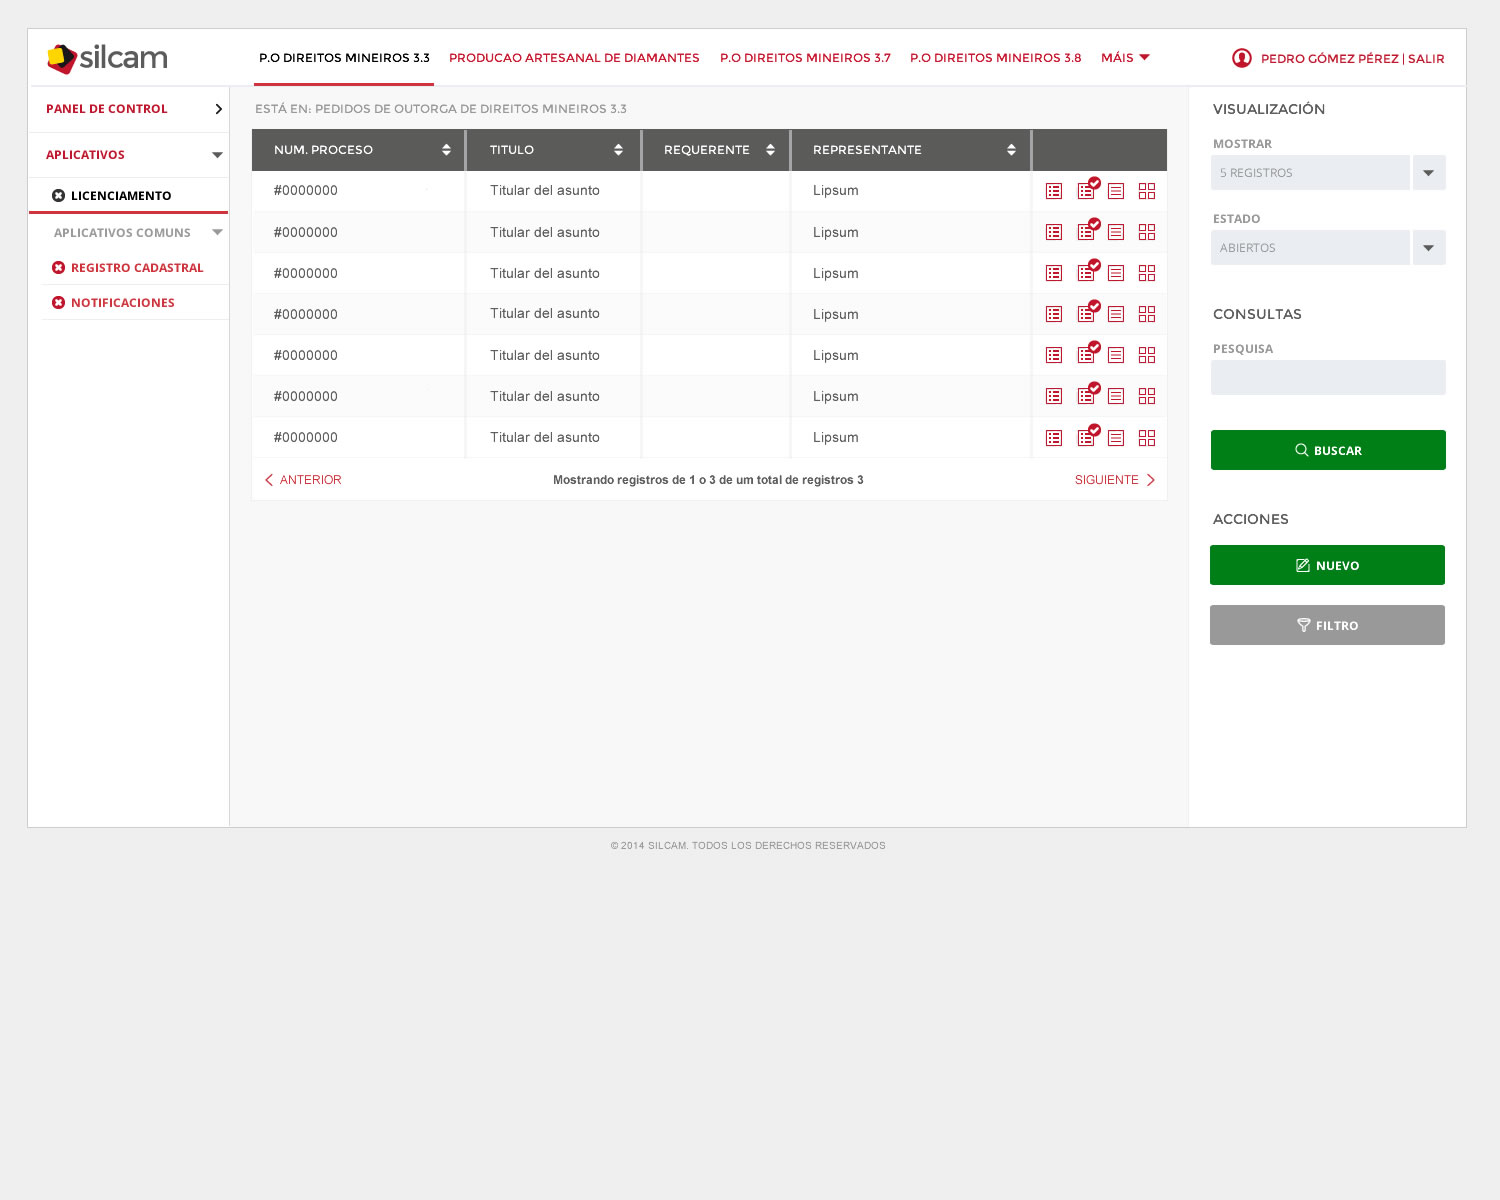 silcam
P.O DIREITOS MINEIROS 3.3
PRODUCAO ARTESANAL DE DIAMANTES
P.O DIREITOS MINEIROS 3.7
P.O DIREITOS MINEIROS 3.8
MÁIS
PEDRO GÓMEZ PÉREZ | SALIR
PANEL DE CONTROL
APLICATIVOS
LICENCIAMENTO
APLICATIVOS COMUNS
REGISTRO CADASTRAL
NOTIFICACIONES
ESTÁ EN: PEDIDOS DE OUTORGA DE DIREITOS MINEIROS 3.3
NUM. PROCESO TITULO REQUERENTE REPRESENTANTE
#0000000 Titular del asunto Lipsum
#0000000 Titular del asunto Lipsum
#0000000 Titular del asunto Lipsum
#0000000 Titular del asunto Lipsum
#0000000 Titular del asunto Lipsum
#0000000 Titular del asunto Lipsum
#0000000 Titular del asunto Lipsum
ANTERIOR Mostrando registros de 1 o 3 de um total de registros 3 SIGUIENTE
VISUALIZACIÓN
MOSTRAR
5 REGISTROS
ESTADO
ABIERTOS
CONSULTAS
PESQUISA
BUSCAR
ACCIONES
NUEVO
FILTRO
© 2014 SILCAM. TODOS LOS DERECHOS RESERVADOS